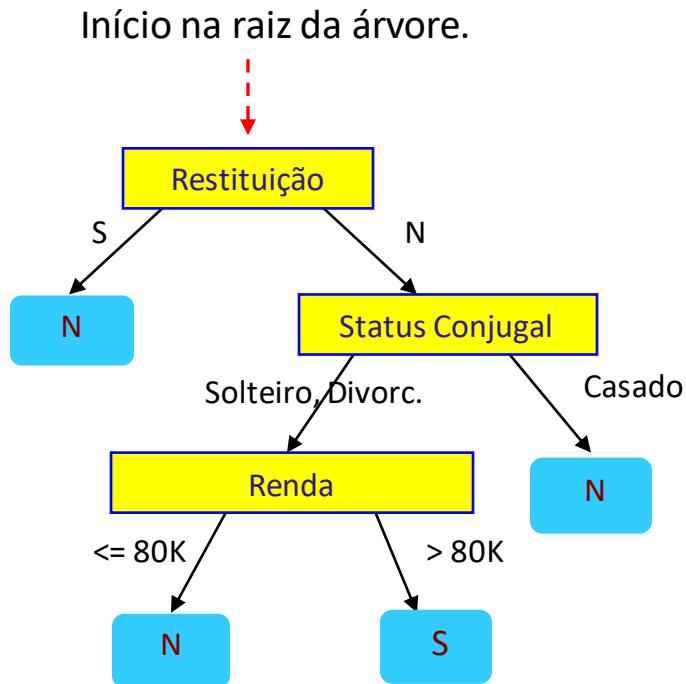 Início na raiz da árvore.
Restituição
S
N
N
Status Conjugal
Solteiro, Divorc.
Casado
Renda
N
<= 80K
> 80K
N
S